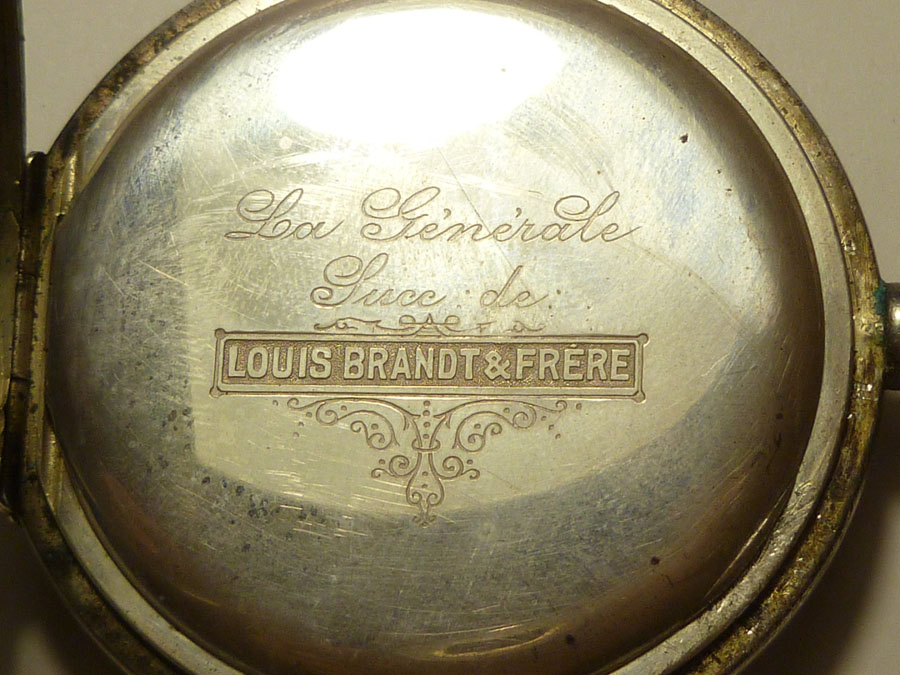 La Générale
Succ. de.
LOUIS BRANDT & FRÈRE